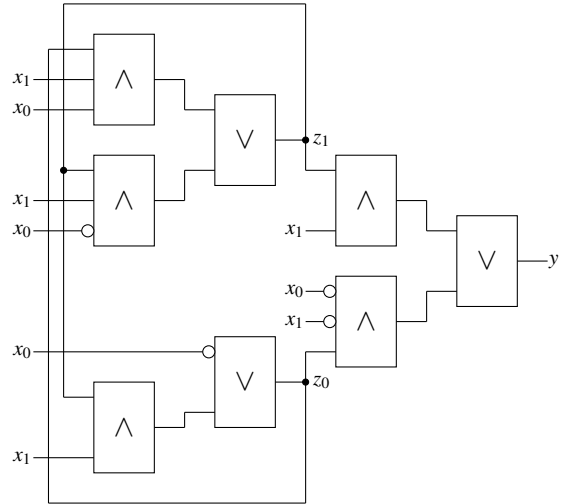 x₁
∧
x₀
∨
z₁
x₁
∧
x₀
x₁
∧
∨
y
x₀
x₁
∧
x₀
∨
z₀
∧
x₁